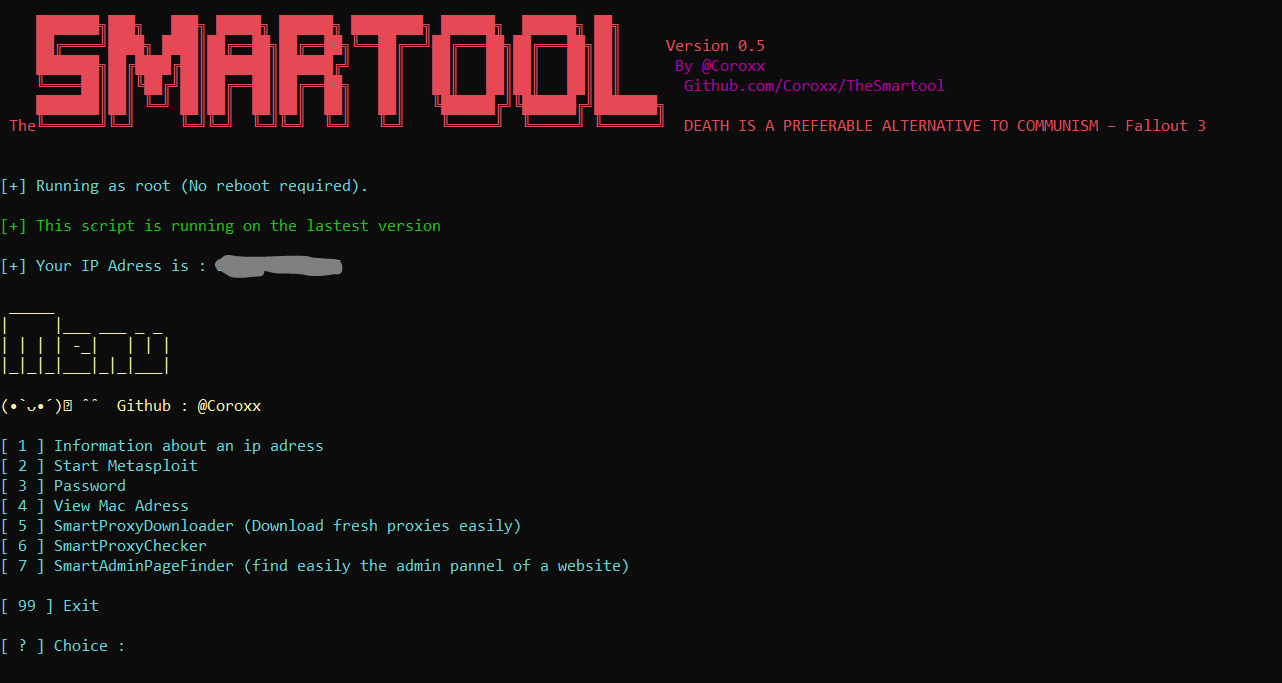 SMARTOOL
Version 0.5
By @Coroxx
Github.com/Coroxx/TheSmartool
The
DEATH IS A PREFERABLE ALTERNATIVE TO COMMUNISM – Fallout 3
[+] Running as root (No reboot required).
[+] This script is running on the lastest version
[+] Your IP Adress is :
Menu
(•`ᴗ•´) ˆˆ Github : @Coroxx
[ 1 ] Information about an ip adress
[ 2 ] Start Metasploit
[ 3 ] Password
[ 4 ] View Mac Adress
[ 5 ] SmartProxyDownloader (Download fresh proxies easily)
[ 6 ] SmartProxyChecker
[ 7 ] SmartAdminPageFinder (find easily the admin pannel of a website)
[ 99 ] Exit
[ ? ] Choice :